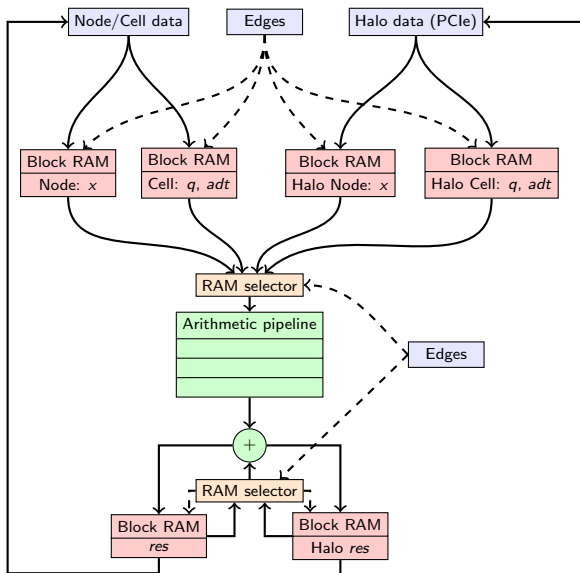 Node/Cell data
Edges
Halo data (PCIe)
Block RAM
Node: x
Block RAM
Cell: q, adt
Block RAM
Halo Node: x
Block RAM
Halo Cell: q, adt
RAM selector
Arithmetic pipeline
Edges
+
RAM selector
Block RAM
res
Block RAM
Halo res